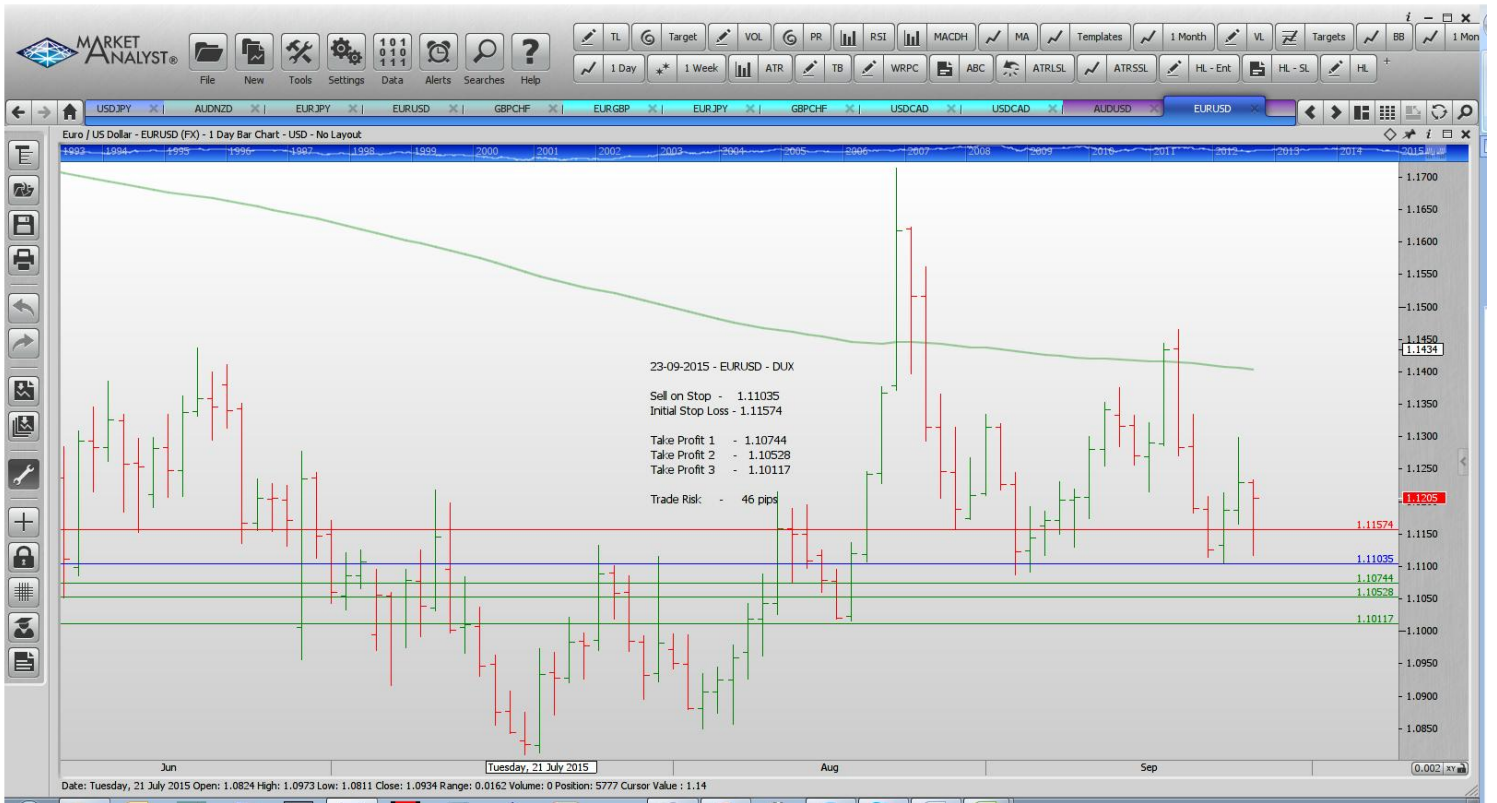 i
MARKET
ANALYST®
File New Tools Settings Data Alerts Searches Help
TL Target VOL PR RSI MACDH MA Templates 1 Month VL Targets BB 1 Mon
1 Day 1 Week ATR TB WRPC ABC ATRLSL ATRSSL HL - Ent HL - SL HL +
USDJPY AUDNZD EURJPY EURUSD GBPCHF EURGBP EURJPY GBPCHF USDCAD USDCAD AUDUSD EURUSD
Euro / US Dollar - EURUSD (FX) - 1 Day Bar Chart - USD - No Layout
1993 1994 1995 1996 1997 1998 1999 2000 2001 2002 2003 2004 2005 2006 2007 2008 2009 2010 2011 2012 2013 2014 2015
1.1700
1.1650
1.1600
1.1550
1.1500
1.1450
1.1434
1.1400
1.1350
1.1300
1.1250
1.1205
1.1150
1.1100
1.1050
1.1000
1.0950
1.0900
1.0850
23-09-2015 - EURUSD - DUX
Sell on Stop - 1.11035
Initial Stop Loss - 1.11574
Take Profit 1 - 1.10744
Take Profit 2 - 1.10528
Take Profit 3 - 1.10117
Trade Risk - 46 pips
1.11574
1.11035
1.10744
1.10528
1.10117
Jun Tuesday, 21 July 2015 Aug Sep 0.002 XY
Date: Tuesday, 21 July 2015 Open: 1.0824 High: 1.0973 Low: 1.0811 Close: 1.0934 Range: 0.0162 Volume: 0 Position: 5777 Cursor Value : 1.14